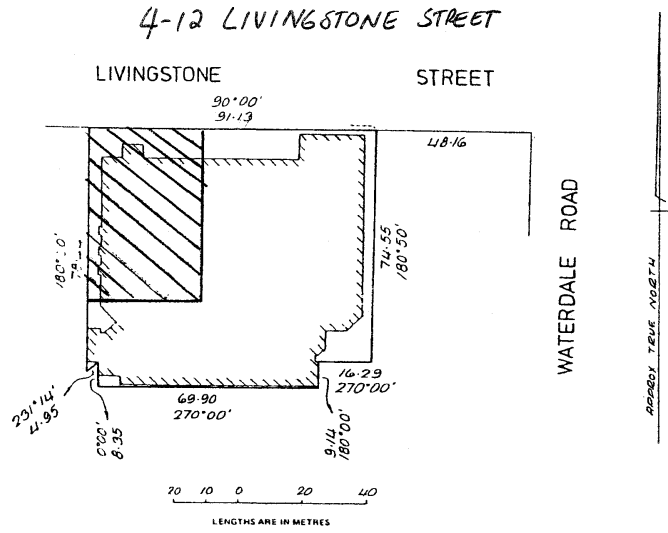 4-12 LIVINGSTONE STREET
LIVINGSTONE STREET
90°00'
91.13
48.16
74.55
180°50'
WATERDALE ROAD
APPROX TRUE NORTH
16.29
270°00'
69.90
270°00'
231°14'
4.95
0°00'
8.35
9.14
180°00'
20 10 0 20 40
LENGTHS ARE IN METRES